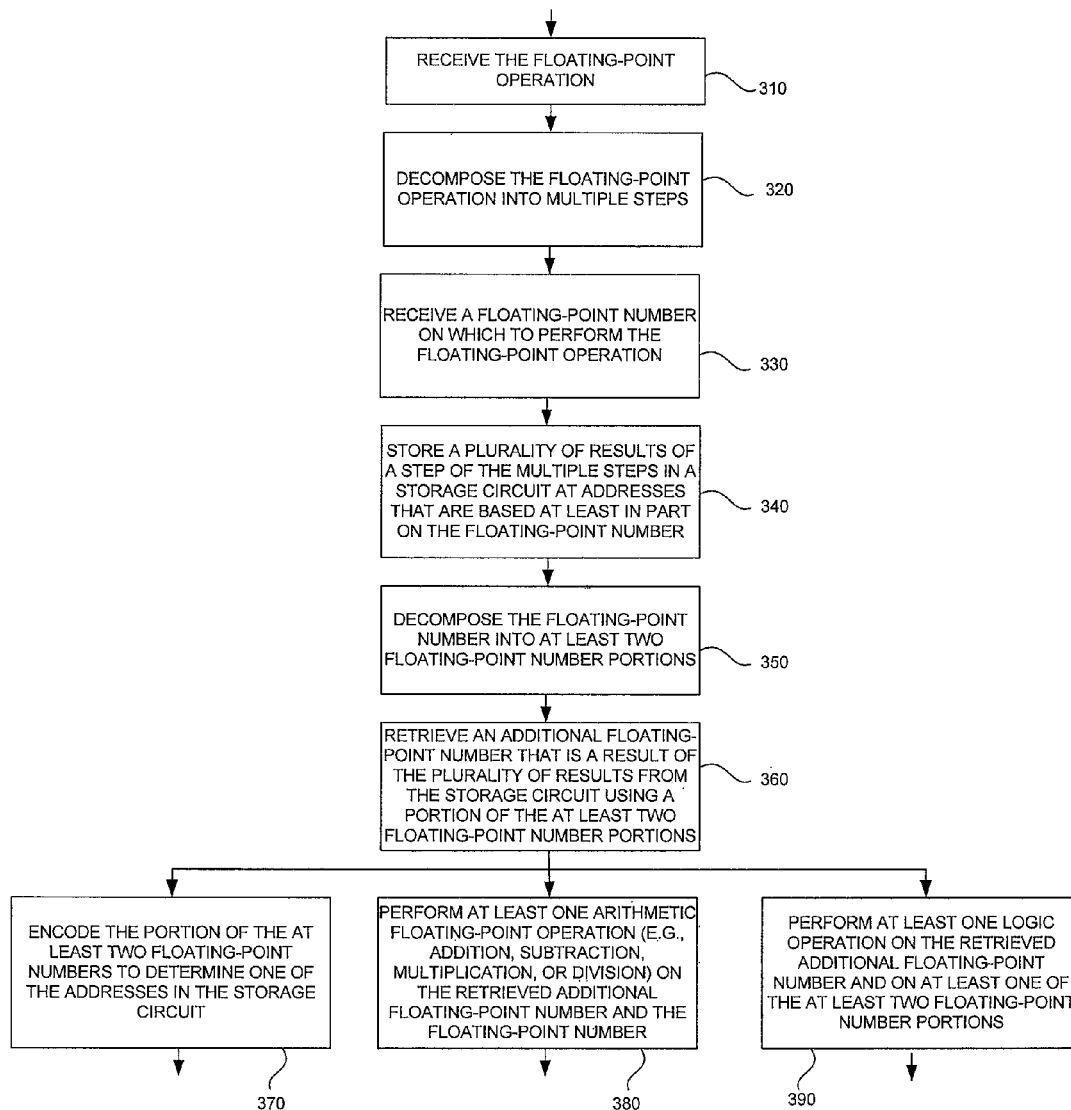 RECEIVE THE FLOATING-POINT
OPERATION
310
DECOMPOSE THE FLOATING-POINT
OPERATION INTO MULTIPLE STEPS
320
RECEIVE A FLOATING-POINT NUMBER
ON WHICH TO PERFORM THE
FLOATING-POINT OPERATION
330
STORE A PLURALITY OF RESULTS OF
A STEP OF THE MULTIPLE STEPS IN A
STORAGE CIRCUIT AT ADDRESSES
THAT ARE BASED AT LEAST IN PART
ON THE FLOATING-POINT NUMBER
340
DECOMPOSE THE FLOATING-POINT
NUMBER INTO AT LEAST TWO
FLOATING-POINT NUMBER PORTIONS
350
RETRIEVE AN ADDITIONAL FLOATING-
POINT NUMBER THAT IS A RESULT OF
THE PLURALITY OF RESULTS FROM
THE STORAGE CIRCUIT USING A
PORTION OF THE AT LEAST TWO
FLOATING-POINT NUMBER PORTIONS
360
ENCODE THE PORTION OF THE AT
LEAST TWO FLOATING-POINT
NUMBERS TO DETERMINE ONE OF
THE ADDRESSES IN THE STORAGE
CIRCUIT
370
PERFORM AT LEAST ONE ARITHMETIC
FLOATING-POINT OPERATION (E.G.,
ADDITION, SUBTRACTION,
MULTIPLICATION, OR DIVISION) ON
THE RETRIEVED ADDITIONAL
FLOATING-POINT NUMBER AND THE
FLOATING-POINT NUMBER
380
PERFORM AT LEAST ONE LOGIC
OPERATION ON THE RETRIEVED
ADDITIONAL FLOATING-POINT
NUMBER AND ON AT LEAST ONE OF
THE AT LEAST TWO FLOATING-POINT
NUMBER PORTIONS
390